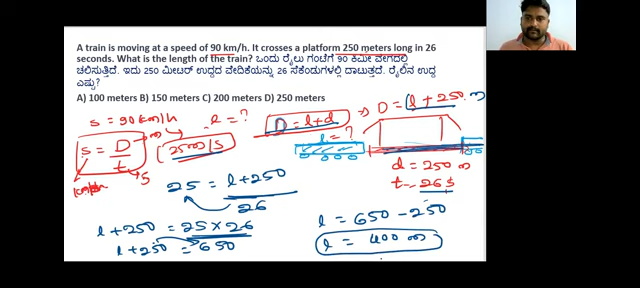 A train is moving at a speed of 90 km/h. It crosses a platform 250 meters long in 26
seconds. What is the length of the train? ಒಂದು ರೈಲು ಗಂಟೆಗೆ 90 ಕಿಮೀ ವೇಗದಲ್ಲಿ
ಚಲಿಸುತ್ತಿದೆ. ಇದು 250 ಮೀಟರ್ ಉದ್ದದ ವೇದಿಕೆಯನ್ನು 26 ಸೆಕೆಂಡುಗಳಲ್ಲಿ ದಾಟುತ್ತದೆ. ರೈಲಿನ ಉದ್ದ
ಎಷ್ಟು?
A) 100 meters B) 150 meters C) 200 meters D) 250 meters
s = 90km/h
l = ?
D = l+d
⇒ D = l + 250 m
s = D/t
m
s
km/h
25m/s
l = ?
d = 250 m
t = 26 s
25 = l+250
26
l+250 = 25×26
l+250 = 650
l = 650 - 250
l = 400 m